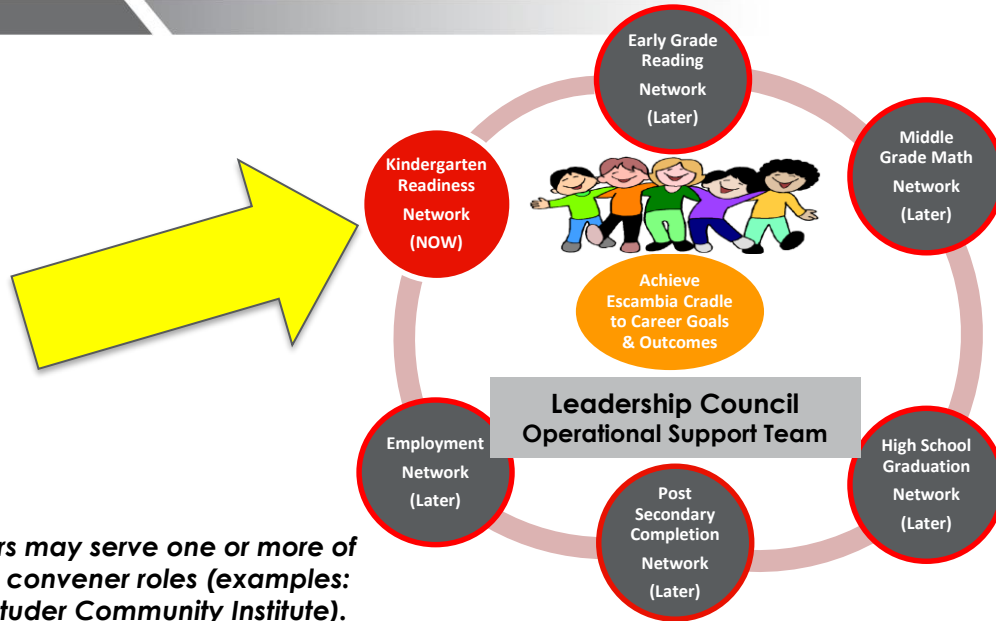 Early Grade
Reading
Network
(Later)
Middle
Grade Math
Network
(Later)
Kindergarten
Readiness
Network
(NOW)
Achieve
Escambia Cradle
to Career Goals
& Outcomes
Leadership Council
Operational Support Team
Employment
Network
(Later)
High School
Graduation
Network
(Later)
Post
Secondary
Completion
Network
(Later)
may serve one or more of
convener roles (examples:
Community Institute).